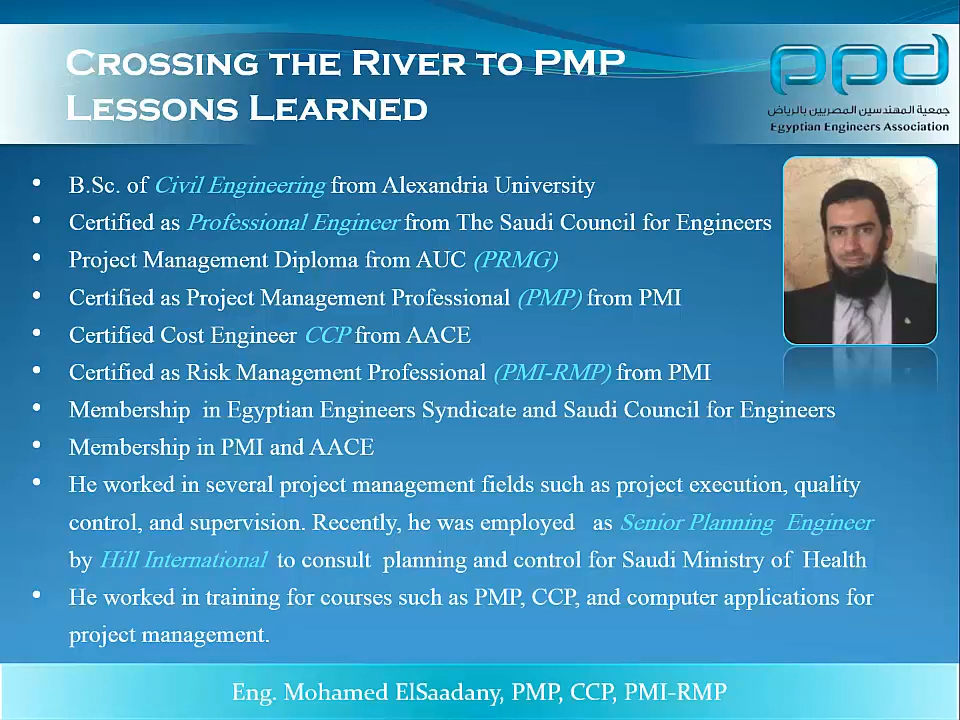 CROSSING THE RIVER TO PMP
LESSONS LEARNED
ppd
جمعية المهندسين المصريين بالرياض
Egyptian Engineers Association
• B.Sc. of Civil Engineering from Alexandria University
• Certified as Professional Engineer from The Saudi Council for Engineers
• Project Management Diploma from AUC (PRMG)
• Certified as Project Management Professional (PMP) from PMI
• Certified Cost Engineer CCP from AACE
• Certified as Risk Management Professional (PMI-RMP) from PMI
• Membership in Egyptian Engineers Syndicate and Saudi Council for Engineers
• Membership in PMI and AACE
• He worked in several project management fields such as project execution, quality
control, and supervision. Recently, he was employed as Senior Planning Engineer
by Hill International to consult planning and control for Saudi Ministry of Health
• He worked in training for courses such as PMP, CCP, and computer applications for
project management.
Eng. Mohamed ElSaadany, PMP, CCP, PMI-RMP